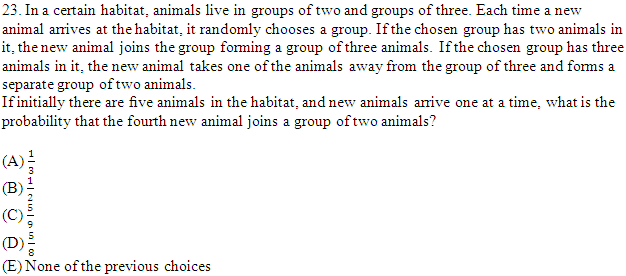 23. In a certain habitat, animals live in groups of two and groups of three. Each time a new
animal arrives at the habitat, it randomly chooses a group. If the chosen group has two animals in
it, the new animal joins the group forming a group of three animals. If the chosen group has three
animals in it, the new animal takes one of the animals away from the group of three and forms a
separate group of two animals.
If initially there are five animals in the habitat, and new animals arrive one at a time, what is the
probability that the fourth new animal joins a group of two animals?
(A) 1/3
(B) 1/2
(C) 5/9
(D) 5/8
(E) None of the previous choices